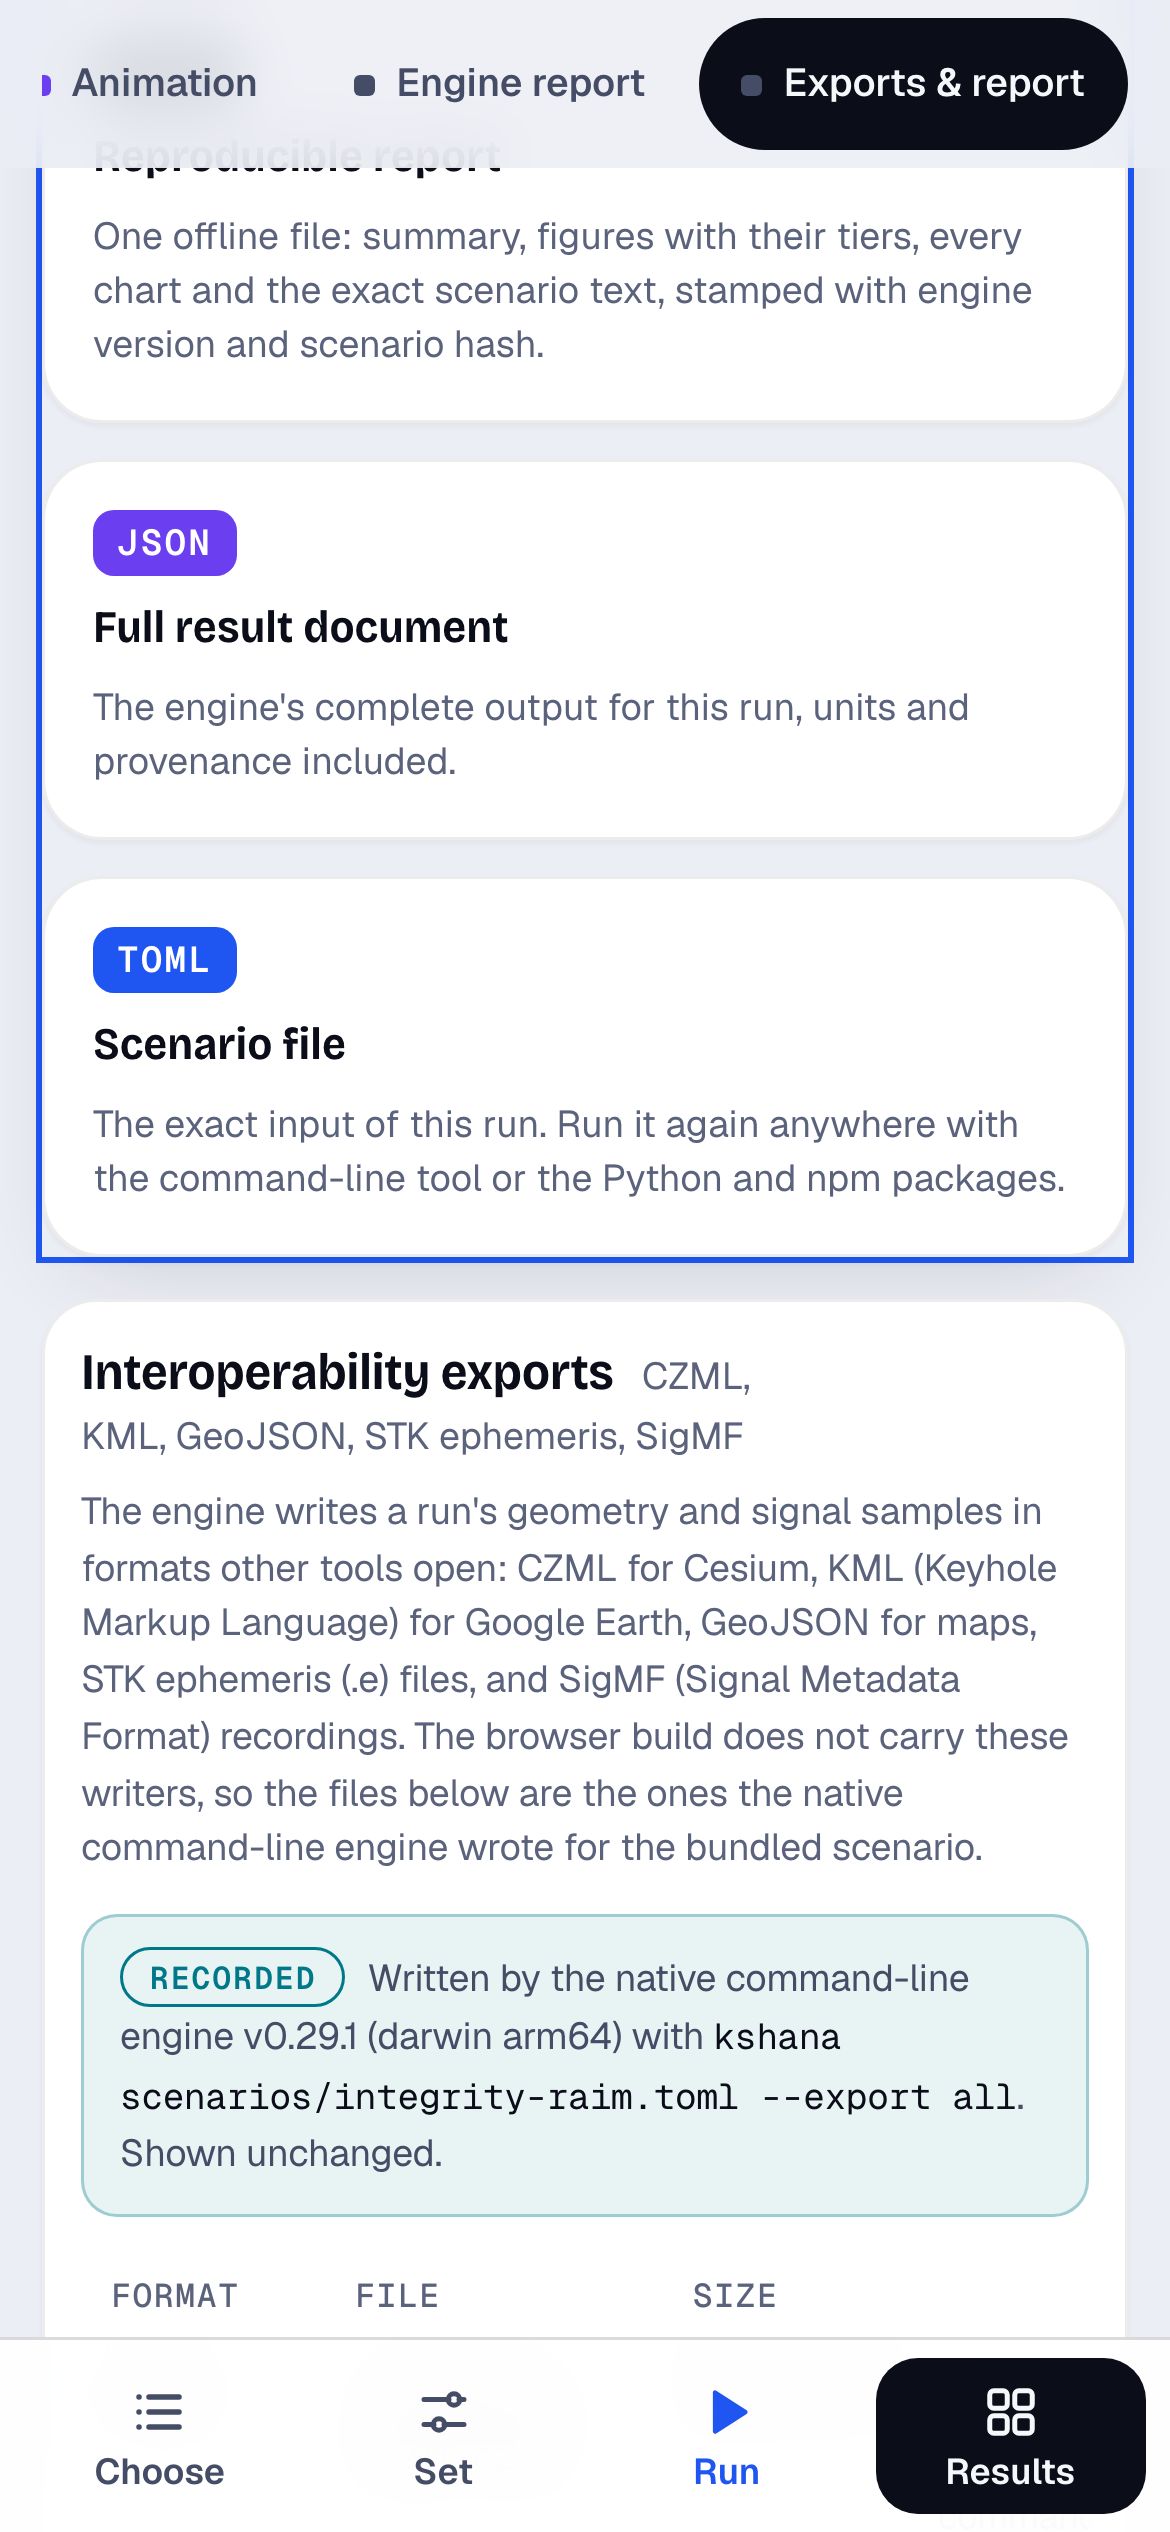 Animation
Engine report
Exports & report
Reproducible report
One offline file: summary, figures with their tiers, every
chart and the exact scenario text, stamped with engine
version and scenario hash.
JSON
Full result document
The engine's complete output for this run, units and
provenance included.
TOML
Scenario file
The exact input of this run. Run it again anywhere with
the command-line tool or the Python and npm packages.
Interoperability exports CZML,
KML, GeoJSON, STK ephemeris, SigMF
The engine writes a run's geometry and signal samples in
formats other tools open: CZML for Cesium, KML (Keyhole
Markup Language) for Google Earth, GeoJSON for maps,
STK ephemeris (.e) files, and SigMF (Signal Metadata
Format) recordings. The browser build does not carry these
writers, so the files below are the ones the native
command-line engine wrote for the bundled scenario.
RECORDED Written by the native command-line
engine v0.29.1 (darwin arm64) with kshana
scenarios/integrity-raim.toml --export all.
Shown unchanged.
FORMAT FILE SIZE
Choose
Set
Run
Results